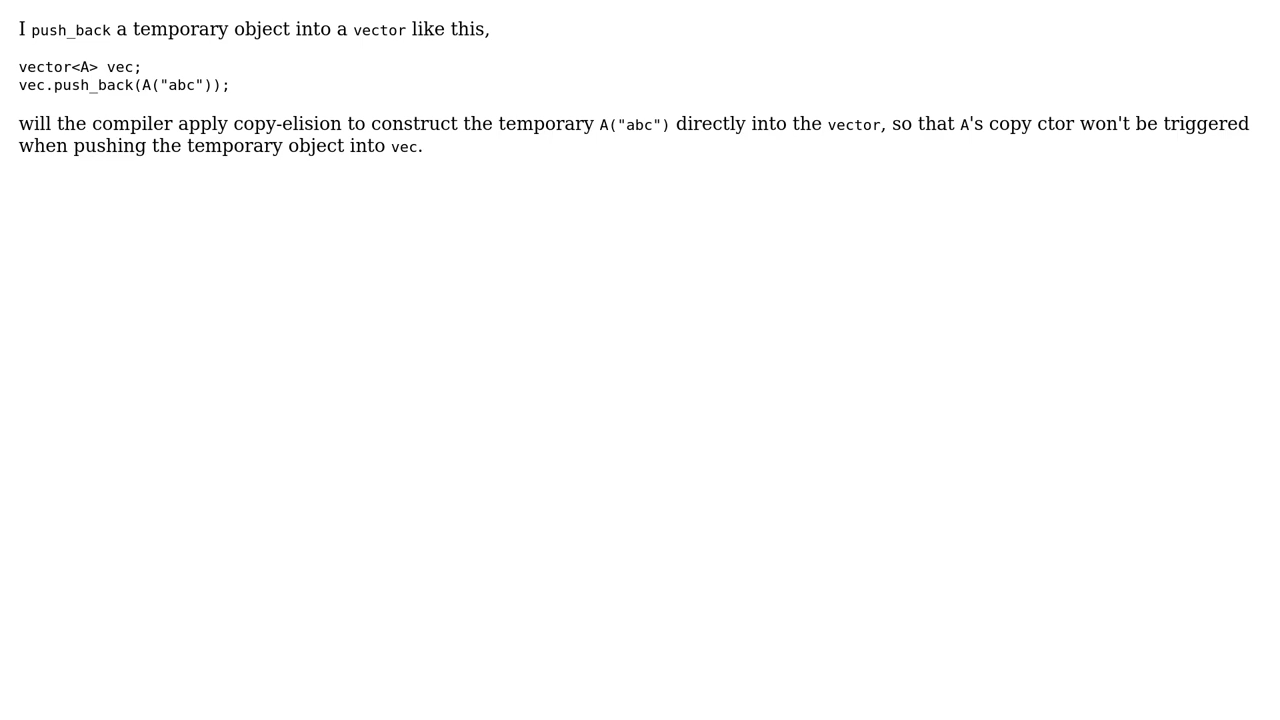 I push_back a temporary object into a vector like this,
vector<A> vec;
vec.push_back(A("abc"));
will the compiler apply copy-elision to construct the temporary A("abc") directly into the vector, so that A's copy ctor won't be triggered
when pushing the temporary object into vec.